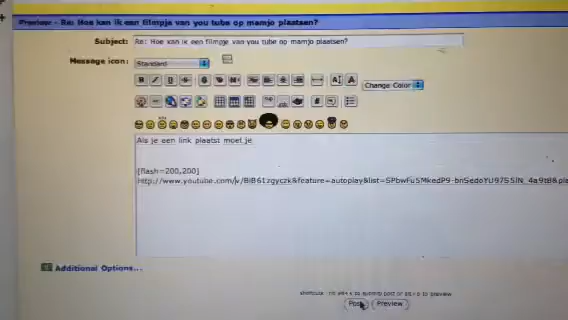 Preview - Re: Hoe kan ik een filmpje van you tube op mamjo plaatsen?
Subject: Re: Hoe kan ik een filmpje van you tube op mamjo plaatsen?
Message icon: Standard
Change Color
Als je een link plaatst moet je
[flash=200,200]
Additional Options...
Post Preview